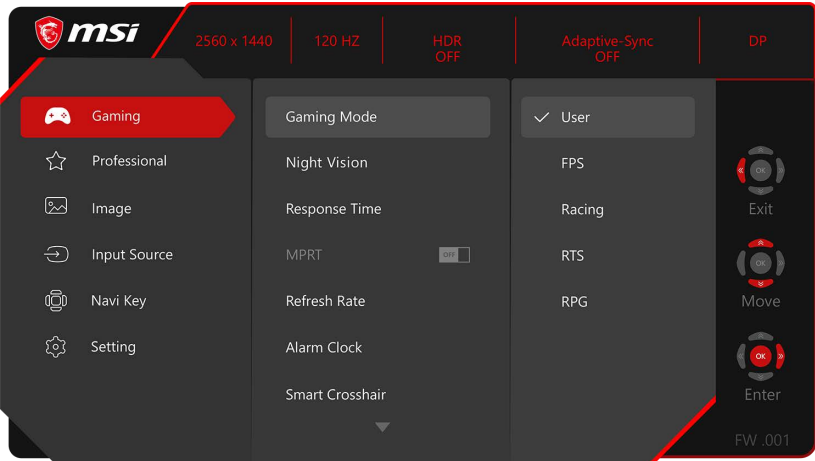 msi
2560 x 1440
120 HZ
HDR
OFF
Adaptive-Sync
OFF
DP
Gaming
Professional
Image
Input Source
Navi Key
Setting
Gaming Mode
Night Vision
Response Time
MPRT
OFF
Refresh Rate
Alarm Clock
Smart Crosshair
User
FPS
Racing
RTS
RPG
OK
Exit
OK
Move
OK
Enter
FW .001